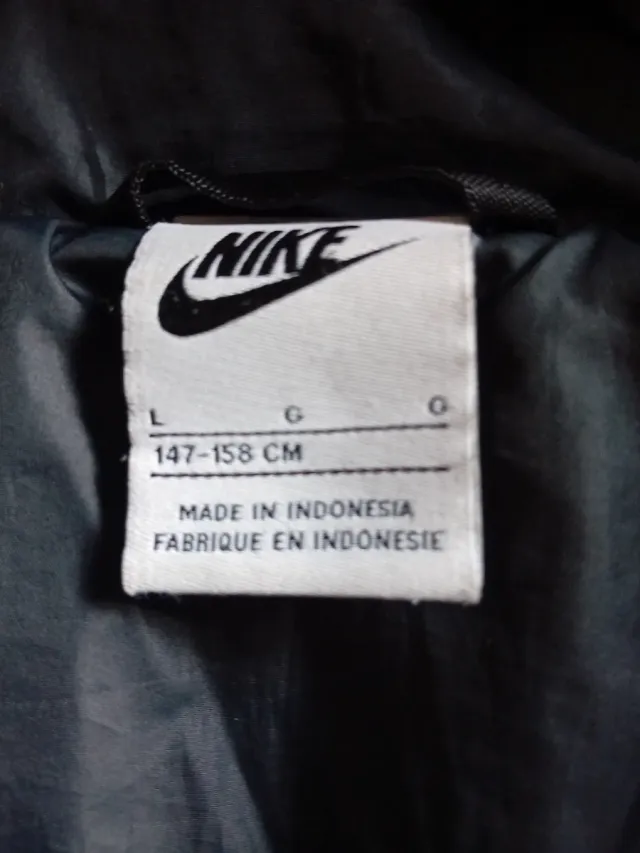 NIKE
L G G
147-158 CM
MADE IN INDONESIA
FABRIQUE EN INDONESIE